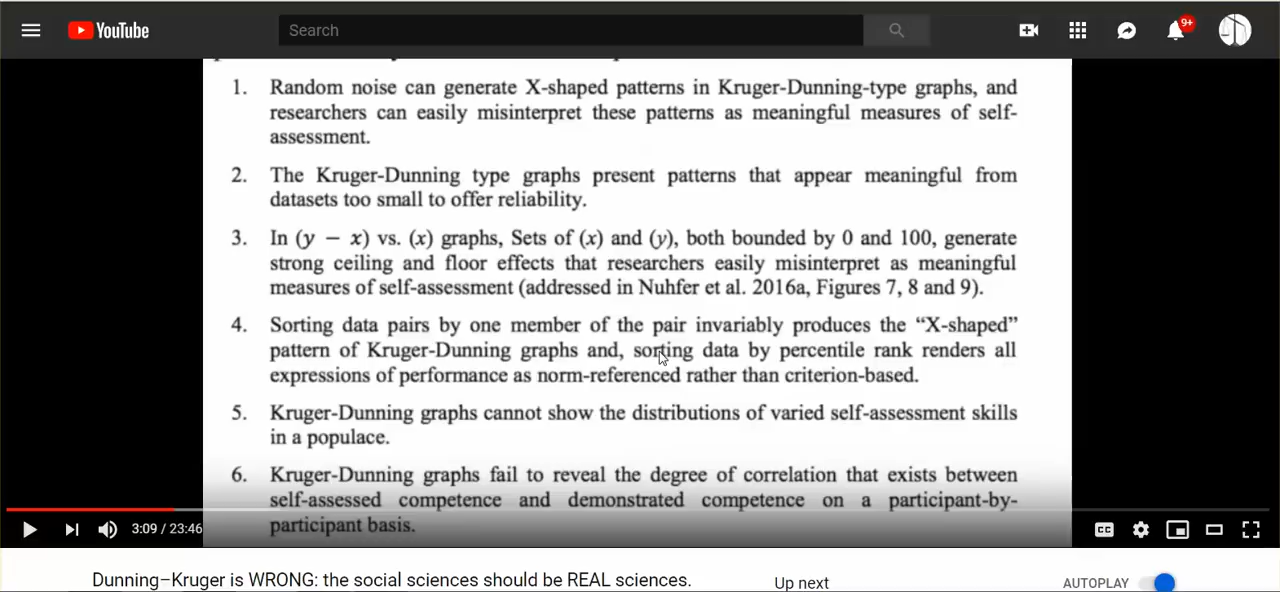 YouTube
Search
9+
1. Random noise can generate X-shaped patterns in Kruger-Dunning-type graphs, and
researchers can easily misinterpret these patterns as meaningful measures of self-
assessment.
2. The Kruger-Dunning type graphs present patterns that appear meaningful from
datasets too small to offer reliability.
3. In (y − x) vs. (x) graphs, Sets of (x) and (y), both bounded by 0 and 100, generate
strong ceiling and floor effects that researchers easily misinterpret as meaningful
measures of self-assessment (addressed in Nuhfer et al. 2016a, Figures 7, 8 and 9).
4. Sorting data pairs by one member of the pair invariably produces the “X-shaped”
pattern of Kruger-Dunning graphs and, sorting data by percentile rank renders all
expressions of performance as norm-referenced rather than criterion-based.
5. Kruger-Dunning graphs cannot show the distributions of varied self-assessment skills
in a populace.
6. Kruger-Dunning graphs fail to reveal the degree of correlation that exists between
self-assessed competence and demonstrated competence on a participant-by-
participant basis.
3:09 / 23:46
CC
Dunning–Kruger is WRONG: the social sciences should be REAL sciences.
Up next
AUTOPLAY